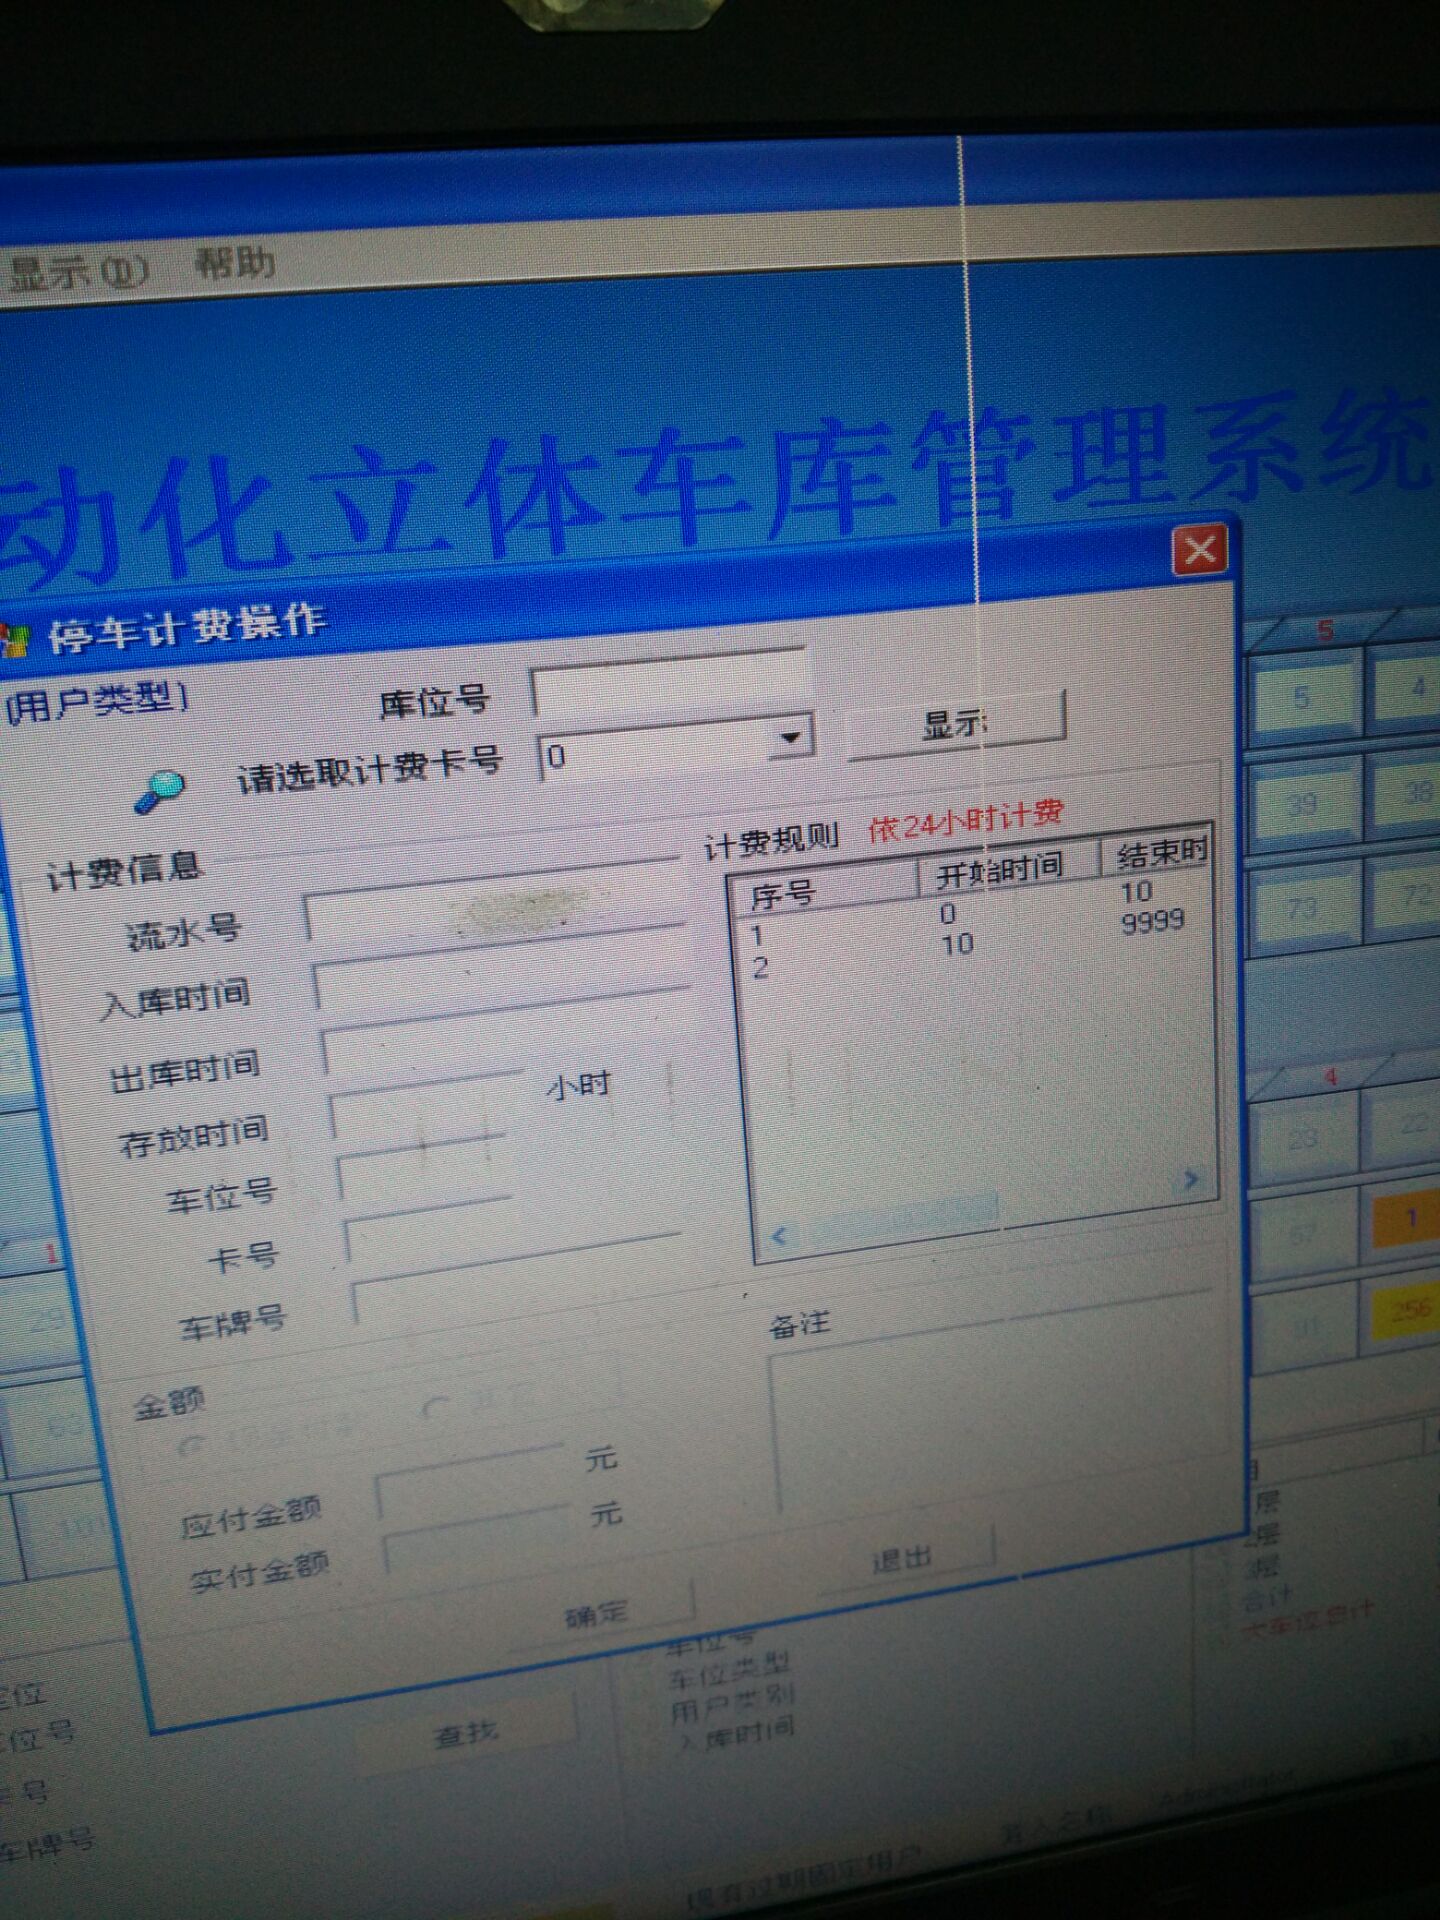 显示(D) 帮助
动化立体车库管理系统
停车计费操作
(用户类型)
库位号
请选取计费卡号 0 显示
计费信息
计费规则 依24小时计费
序号 开始时间 结束时
1 0 10
2 10 9999
流水号
入库时间
出库时间
存放时间 小时
车位号
卡号
车牌号
备注
金额
应付金额 元
实付金额 元
确定 退出
5
5 4
39 38
73 72
4
23 22
57 1
91 256
1
29
层
层
层
合计
车位号
车位类型
用户类别
入库时间
查找
位号
号
车牌号